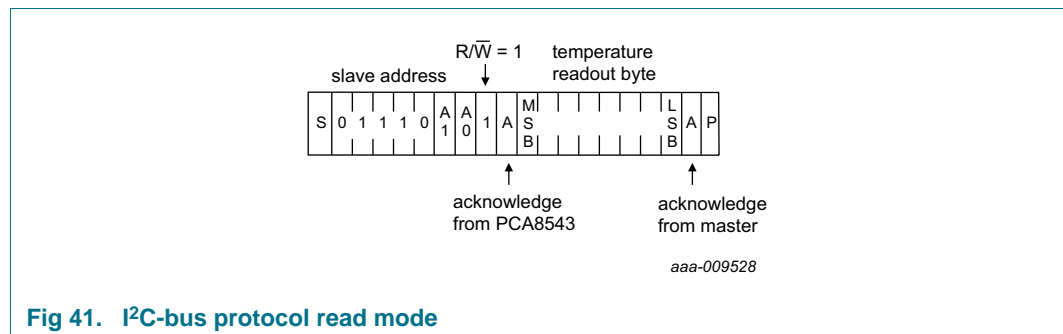 R/W̅ = 1 temperature
slave address readout byte
S 0 1 1 1 0 A1 A0 1 A MSB LSB A P
acknowledge from PCA8543
acknowledge from master
aaa-009528
Fig 41. I²C-bus protocol read mode